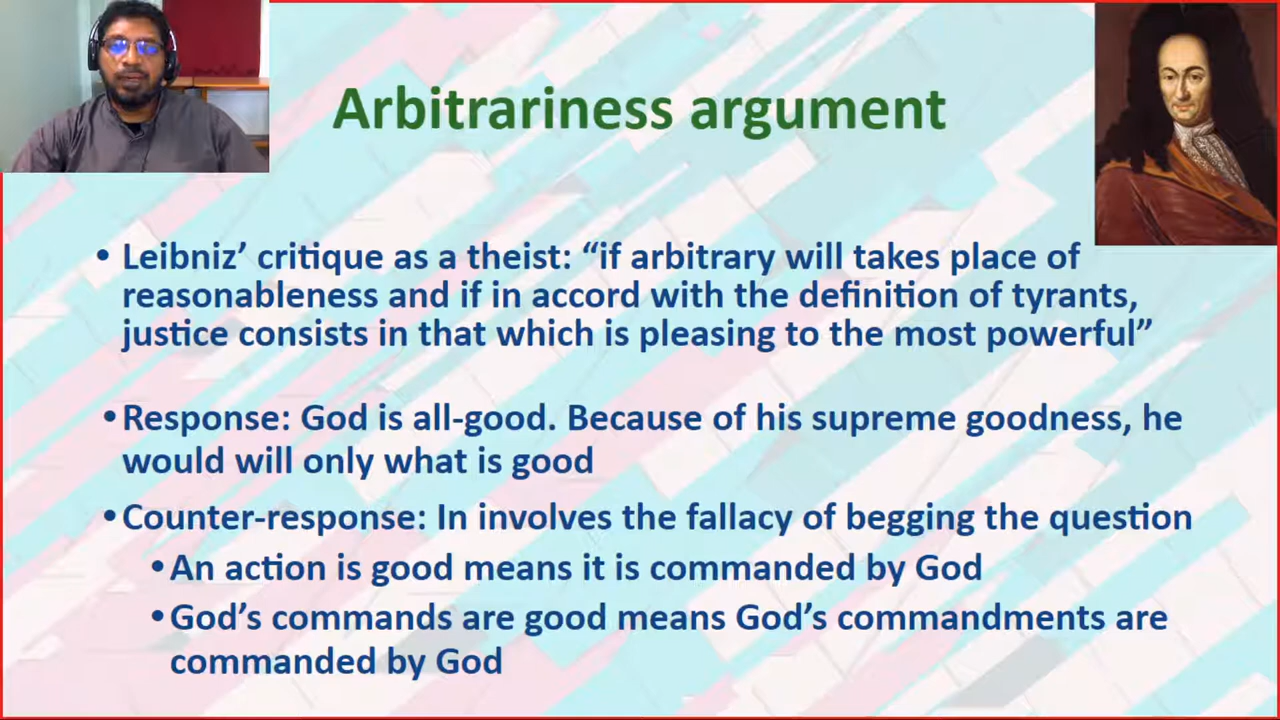 Arbitrariness argument
• Leibniz’ critique as a theist: “if arbitrary will takes place of
reasonableness and if in accord with the definition of tyrants,
justice consists in that which is pleasing to the most powerful”
• Response: God is all-good. Because of his supreme goodness, he
would will only what is good
• Counter-response: In involves the fallacy of begging the question
• An action is good means it is commanded by God
• God’s commands are good means God’s commandments are
commanded by God